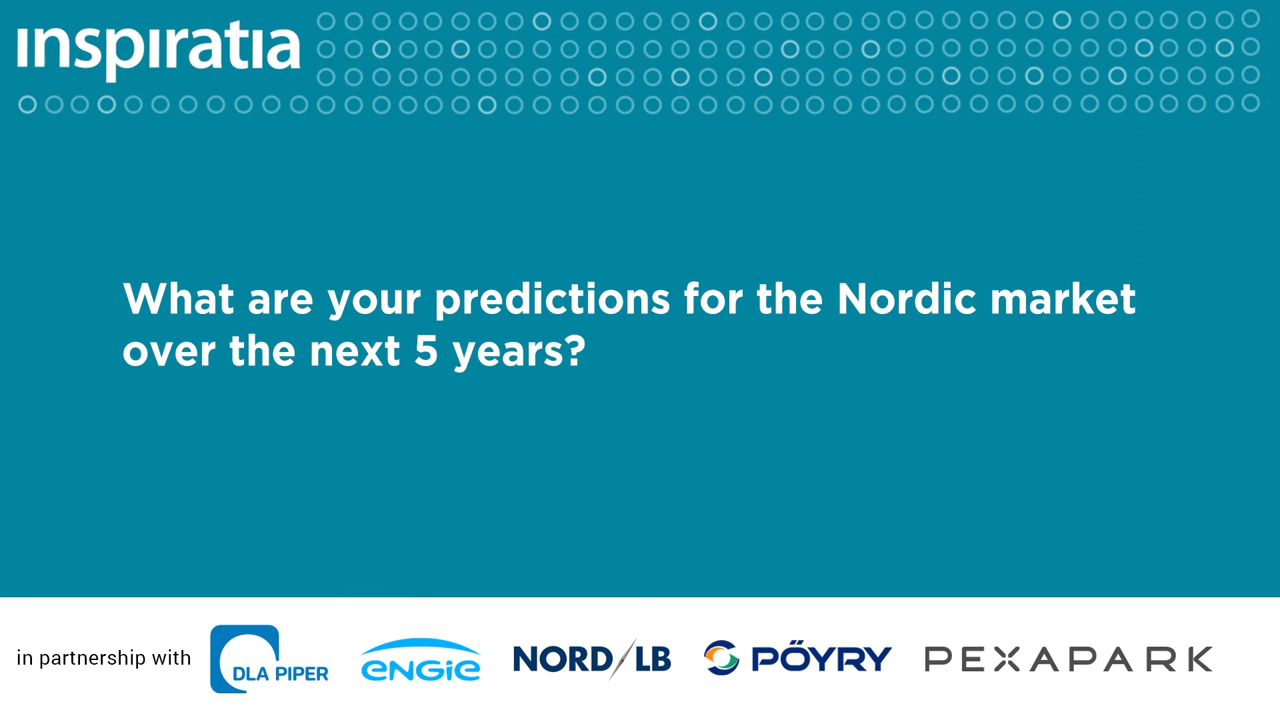 inspiratia
What are your predictions for the Nordic market
over the next 5 years?
in partnership with
DLA PIPER
ENGIE
NORD/LB
PŐYRY
PEXAPARK